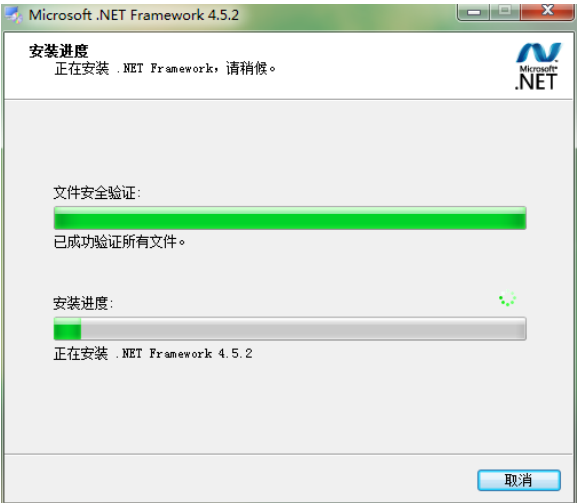 Microsoft .NET Framework 4.5.2
安装进度
正在安装 .NET Framework，请稍候。
Microsoft
.NET
文件安全验证:
已成功验证所有文件。
安装进度:
正在安装 .NET Framework 4.5.2
取消